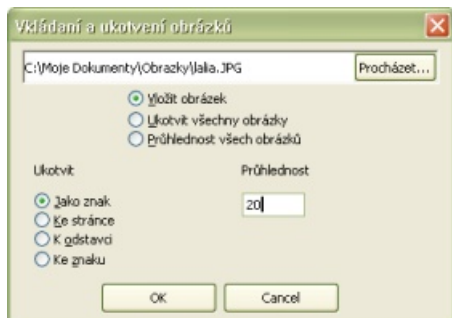 Vkládaní a ukotvení obrázků
C:\Moje Dokumenty\Obrazky\lalia.JPG Procházet...
Vložit obrázek
Ukotvit všechny obrázky
Průhlednost všech obrázků
Ukotvit Průhlednost
Jako znak 20
Ke stránce
K odstavci
Ke znaku
OK Cancel